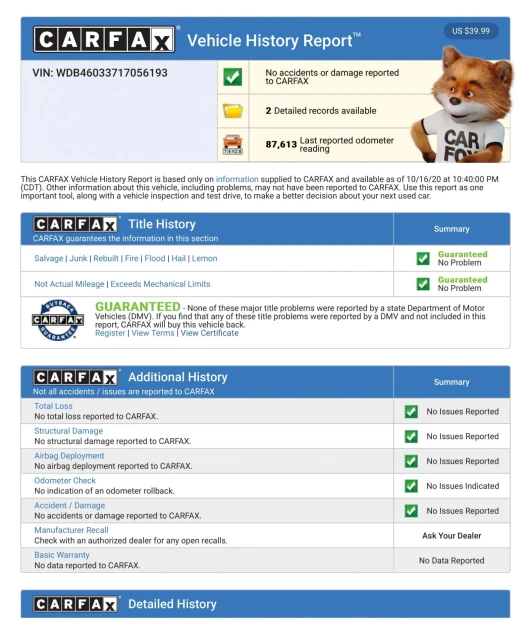 CARFAX Vehicle History Report™
US $39.99
VIN: WDB46033717056193
No accidents or damage reported
to CARFAX
2 Detailed records available
87,613 Last reported odometer
reading
CAR
FOX
This CARFAX Vehicle History Report is based only on information supplied to CARFAX and available as of 10/16/20 at 10:40:00 PM
(CDT). Other information about this vehicle, including problems, may not have been reported to CARFAX. Use this report as one
important tool, along with a vehicle inspection and test drive, to make a better decision about your next used car.
CARFAX Title History
CARFAX guarantees the information in this section
Summary
Salvage | Junk | Rebuilt | Fire | Flood | Hail | Lemon
Guaranteed
No Problem
Not Actual Mileage | Exceeds Mechanical Limits
Guaranteed
No Problem
BUYBACK
CARFAX
GUARANTEE
GUARANTEED - None of these major title problems were reported by a state Department of Motor
Vehicles (DMV). If you find that any of these title problems were reported by a DMV and not included in this
report, CARFAX will buy this vehicle back.
Register | View Terms | View Certificate
CARFAX Additional History
Not all accidents / issues are reported to CARFAX
Summary
Total Loss
No total loss reported to CARFAX.
No Issues Reported
Structural Damage
No structural damage reported to CARFAX.
No Issues Reported
Airbag Deployment
No airbag deployment reported to CARFAX.
No Issues Reported
Odometer Check
No indication of an odometer rollback.
No Issues Indicated
Accident / Damage
No accidents or damage reported to CARFAX.
No Issues Reported
Manufacturer Recall
Check with an authorized dealer for any open recalls.
Ask Your Dealer
Basic Warranty
No data reported to CARFAX.
No Data Reported
CARFAX Detailed History